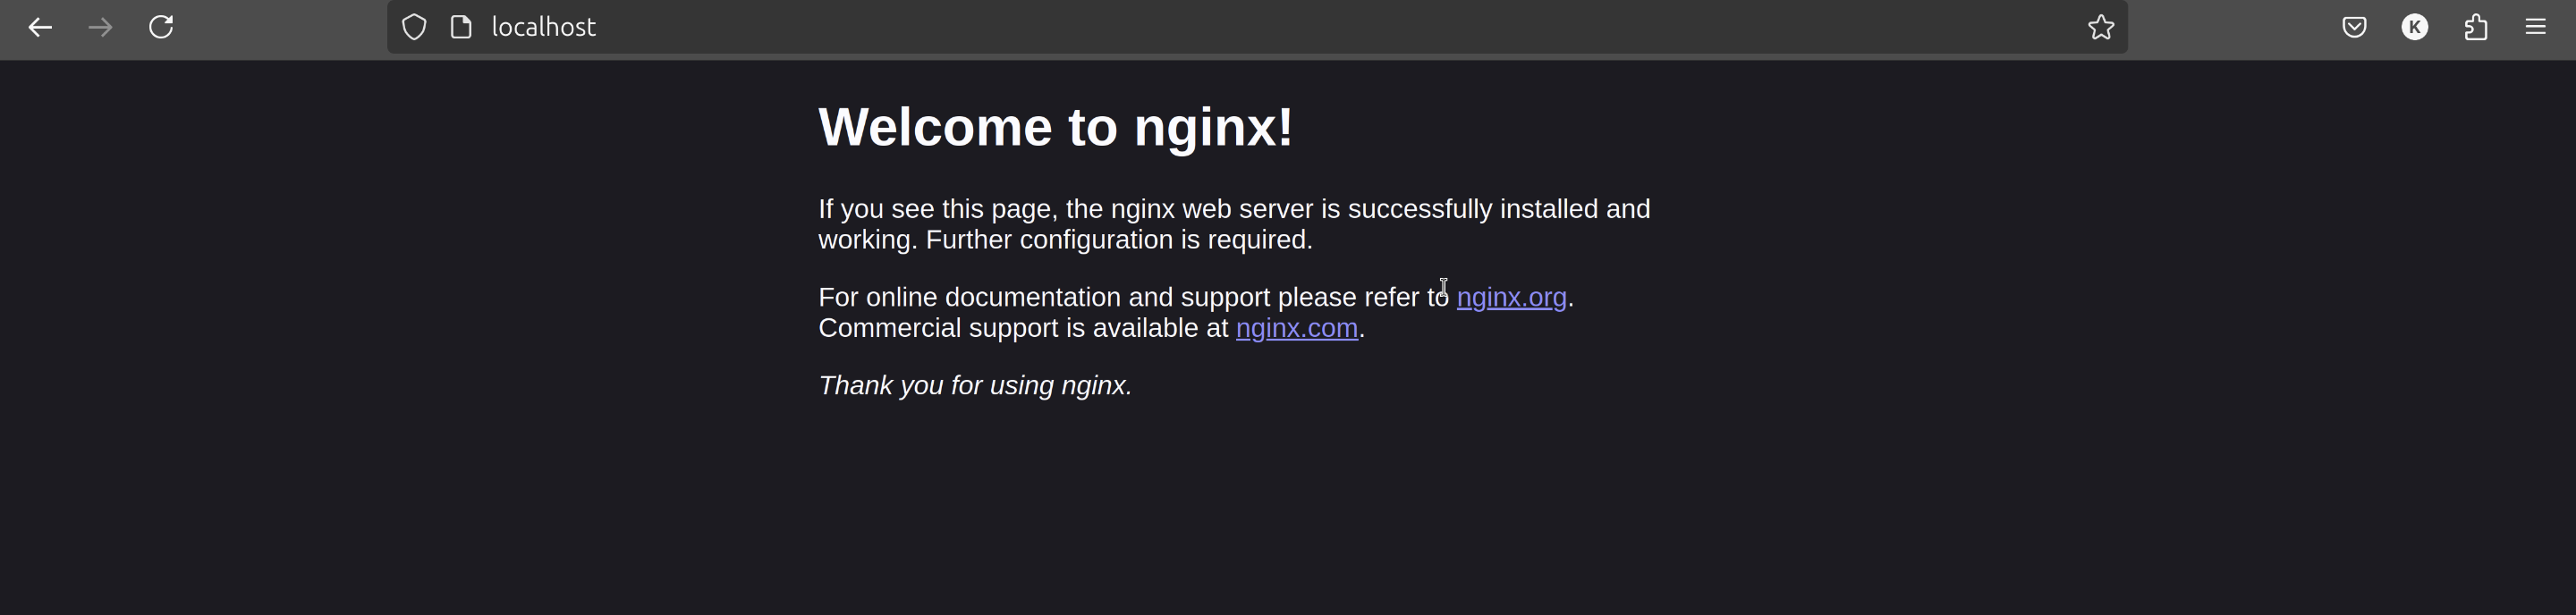 localhost
K
Welcome to nginx!
If you see this page, the nginx web server is successfully installed and
working. Further configuration is required.
For online documentation and support please refer to nginx.org.
Commercial support is available at nginx.com.
Thank you for using nginx.